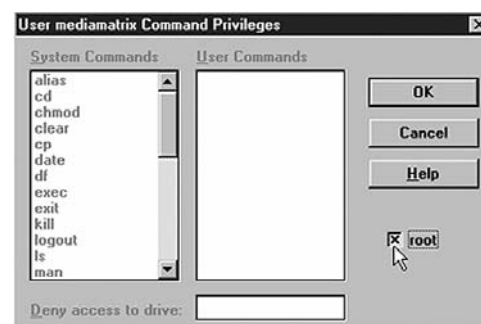 User mediamatrix Command Privileges
System Commands
User Commands
alias
cd
chmod
clear
cp
date
df
exec
exit
kill
logout
ls
man
OK
Cancel
Help
root
Deny access to drive: